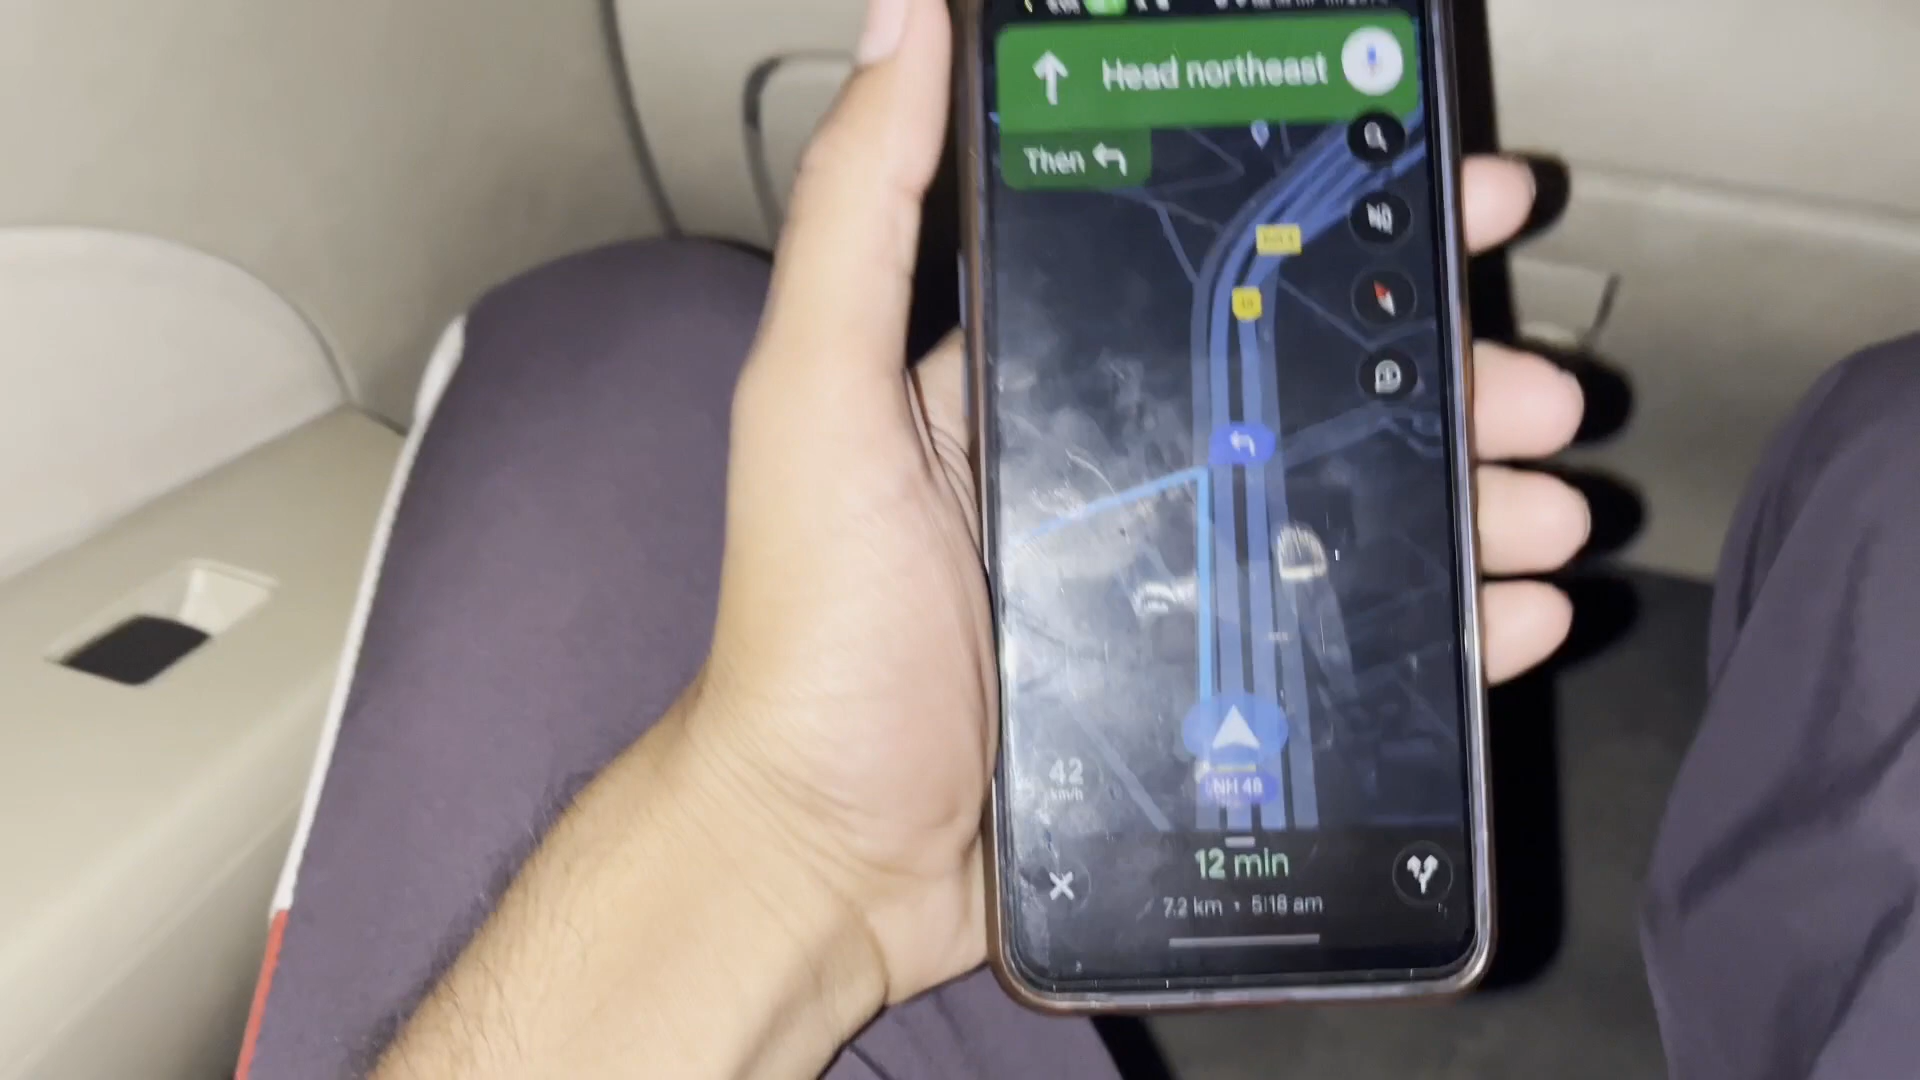 Head northeast
Then
NH 48
42
km/h
12 min
7.2 km • 5:18 am